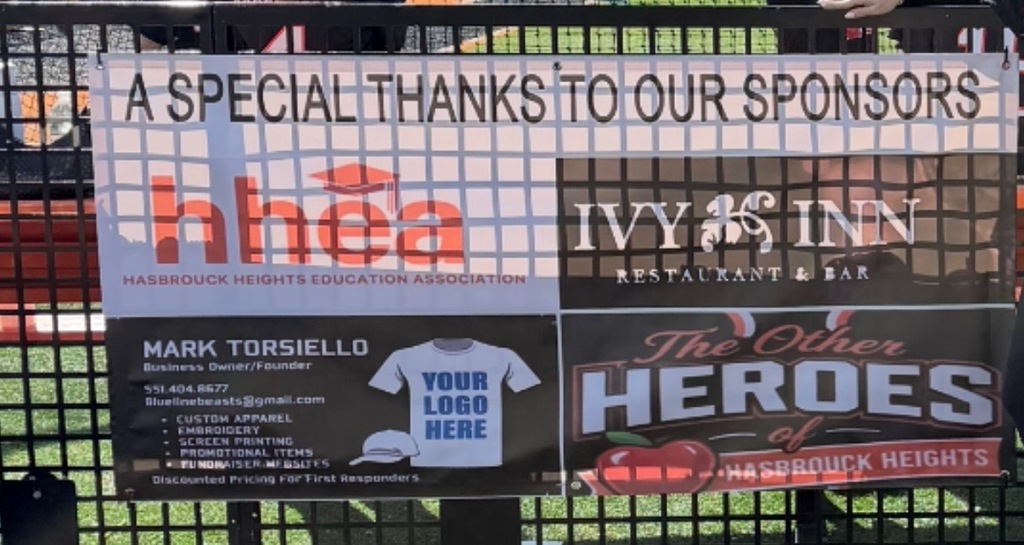 A SPECIAL THANKS TO OUR SPONSORS
hhea
HASBROUCK HEIGHTS EDUCATION ASSOCIATION
IVY INN
RESTAURANT & BAR
MARK TORSIELLO
Business Owner/Founder
551.404.8677
Bluelinebeasts@gmail.com
• CUSTOM APPAREL
• EMBROIDERY
• SCREEN PRINTING
• PROMOTIONAL ITEMS
• FUNDRAISER WEBSITES
Discounted Pricing For First Responders
YOUR
LOGO
HERE
The Other
HEROES
of
HASBROUCK HEIGHTS